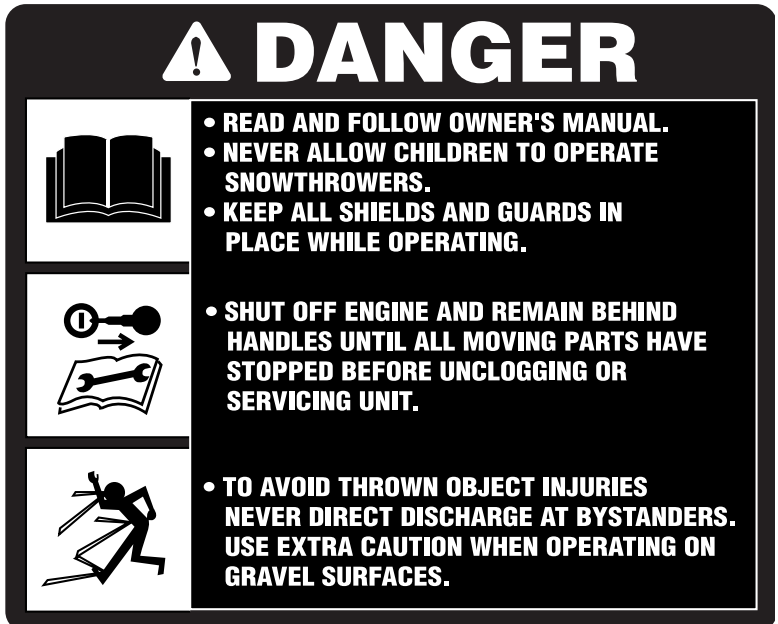 DANGER
• READ AND FOLLOW OWNER'S MANUAL.
• NEVER ALLOW CHILDREN TO OPERATE
SNOWTHROWERS.
• KEEP ALL SHIELDS AND GUARDS IN
PLACE WHILE OPERATING.
• SHUT OFF ENGINE AND REMAIN BEHIND
HANDLES UNTIL ALL MOVING PARTS HAVE
STOPPED BEFORE UNCLOGGING OR
SERVICING UNIT.
• TO AVOID THROWN OBJECT INJURIES
NEVER DIRECT DISCHARGE AT BYSTANDERS.
USE EXTRA CAUTION WHEN OPERATING ON
GRAVEL SURFACES.